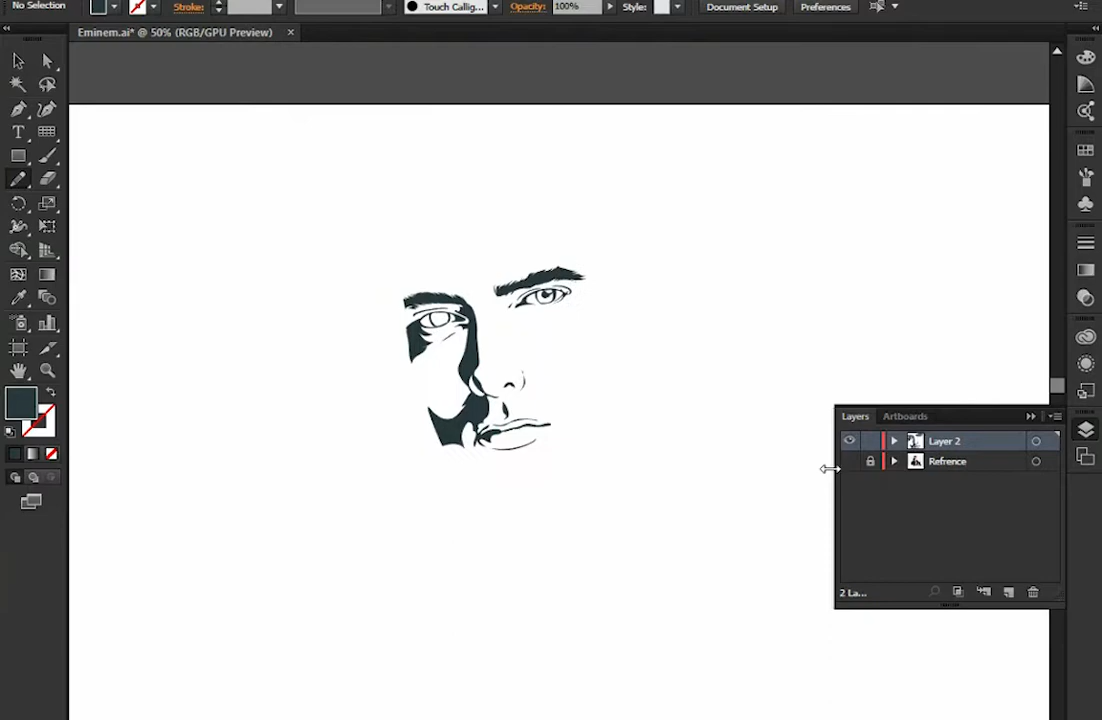 No Selection
Stroke:
Touch Callig...
Opacity:
100%
Style:
Document Setup
Preferences
Eminem.ai* @ 50% (RGB/GPU Preview)
Layers
Artboards
Layer 2
Refrence
2 La...